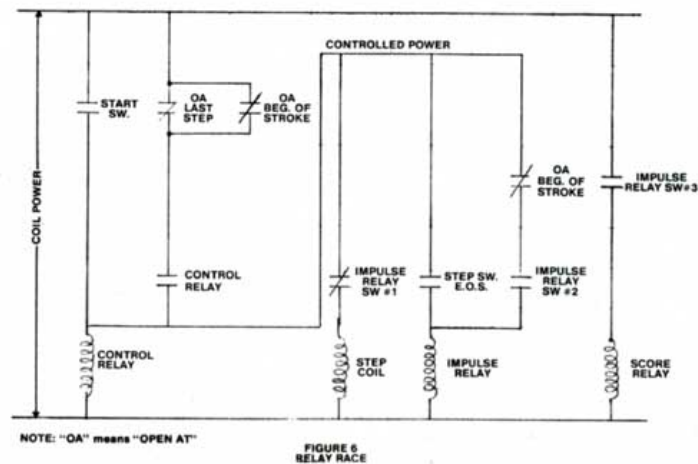 CONTROLLED POWER
START
SW.
OA
LAST
STEP
OA
BEG. OF
STROKE
COIL POWER
OA
BEG. OF
STROKE
IMPULSE
RELAY SW#3
CONTROL
RELAY
IMPULSE
RELAY
SW #1
STEP SW.
E.O.S.
IMPULSE
RELAY
SW #2
CONTROL
RELAY
STEP
COIL
IMPULSE
RELAY
SCORE
RELAY
NOTE: "OA" means "OPEN AT"
FIGURE 6
RELAY RACE